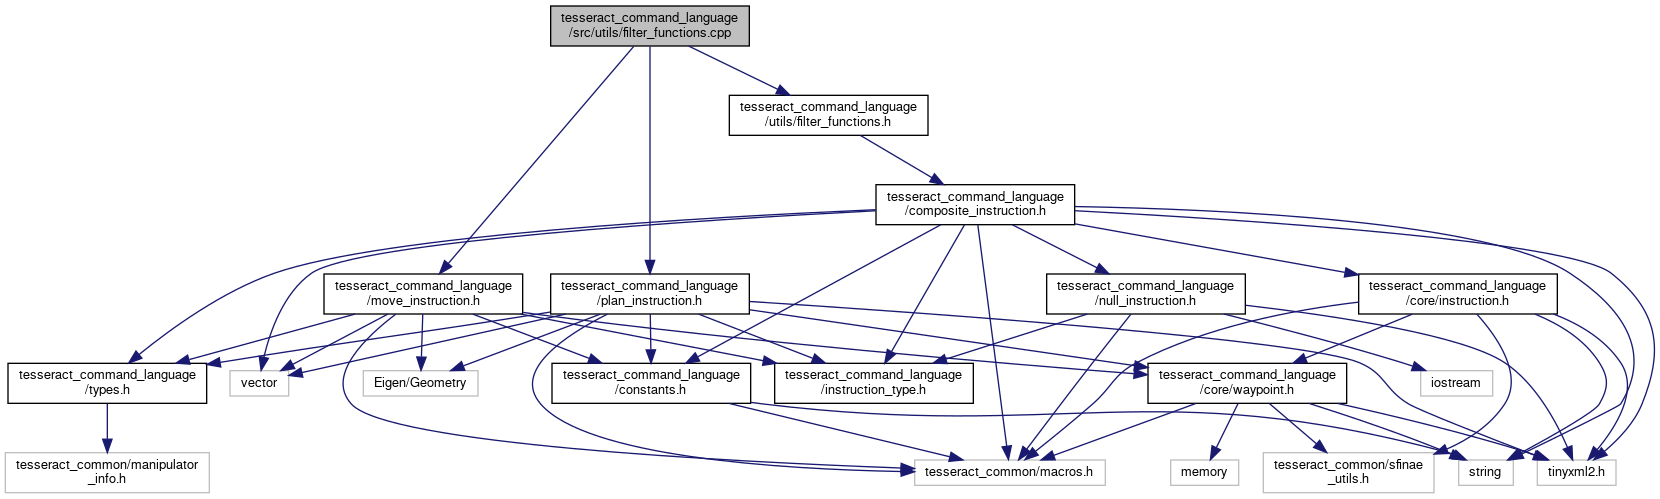 tesseract_command_language
/src/utils/filter_functions.cpp
tesseract_command_language
/utils/filter_functions.h
tesseract_command_language
/composite_instruction.h
tesseract_command_language
/move_instruction.h
tesseract_command_language
/plan_instruction.h
tesseract_command_language
/null_instruction.h
tesseract_command_language
/core/instruction.h
tesseract_command_language
/types.h
vector
Eigen/Geometry
tesseract_command_language
/constants.h
tesseract_command_language
/instruction_type.h
tesseract_command_language
/core/waypoint.h
iostream
tesseract_common/manipulator
_info.h
tesseract_common/macros.h
memory
tesseract_common/sfinae
_utils.h
string
tinyxml2.h